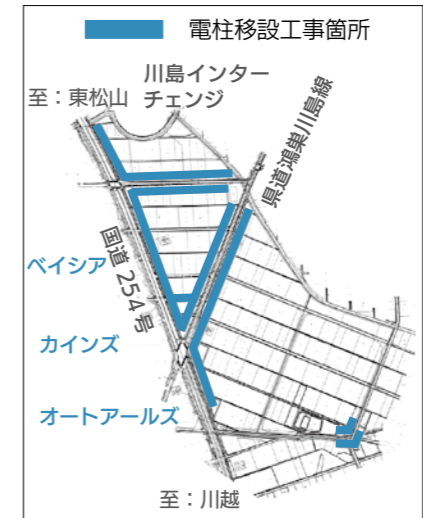 電柱移設工事箇所
川島インター
チェンジ
至：東松山
県道鴻巣川島線
国道254号
ベイシア
カインズ
オートアールズ
至：川越